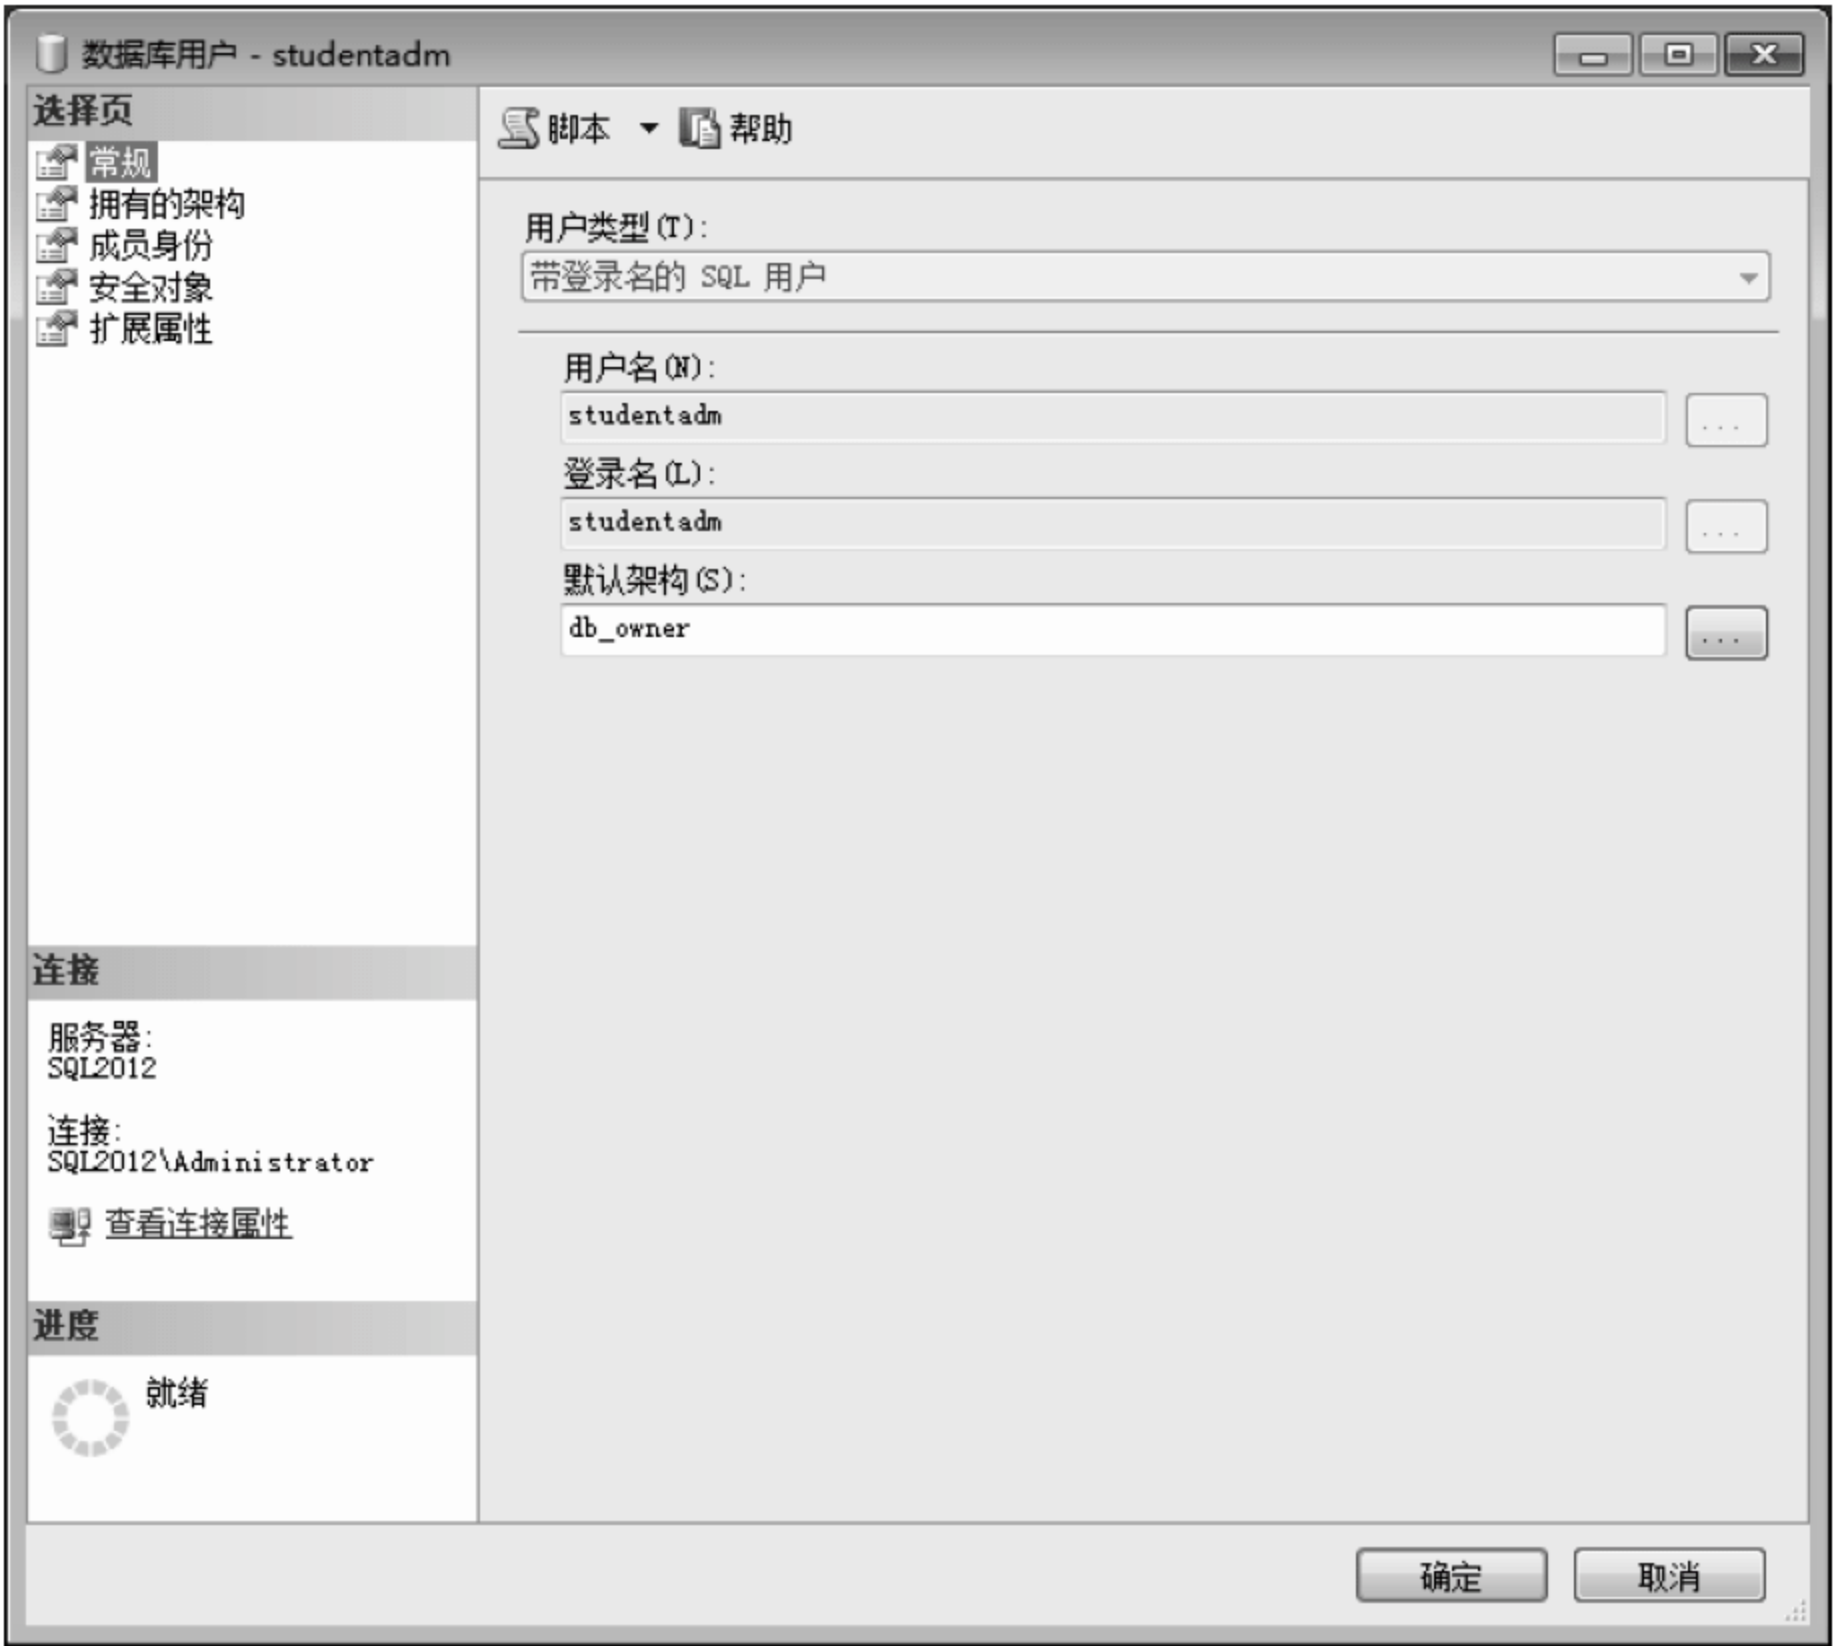 数据库用户 - studentadm
选择页
常规
拥有的架构
成员身份
安全对象
扩展属性
脚本
帮助
用户类型(T):
带登录名的 SQL 用户
用户名(N):
studentadm
...
登录名(L):
studentadm
...
默认架构(S):
db_owner
...
连接
服务器:
SQL2012
连接:
SQL2012\Administrator
查看连接属性
进度
就绪
确定
取消